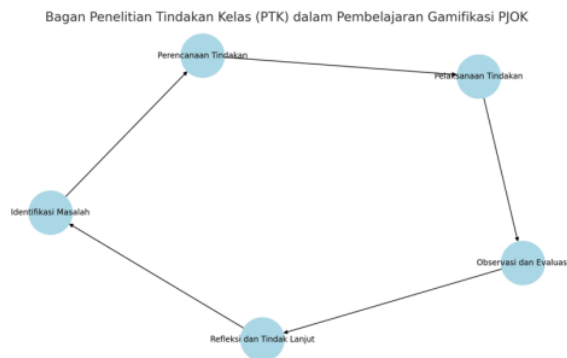 Bagan Penelitian Tindakan Kelas (PTK) dalam Pembelajaran Gamifikasi PJOK
Perencanaan Tindakan
Pelaksanaan Tindakan
Identifikasi Masalah
Observasi dan Evaluas
Refleksi dan Tindak Lanjut